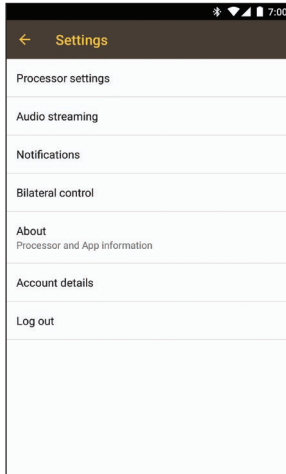 7:00
Settings
Processor settings
Audio streaming
Notifications
Bilateral control
About
Processor and App information
Account details
Log out